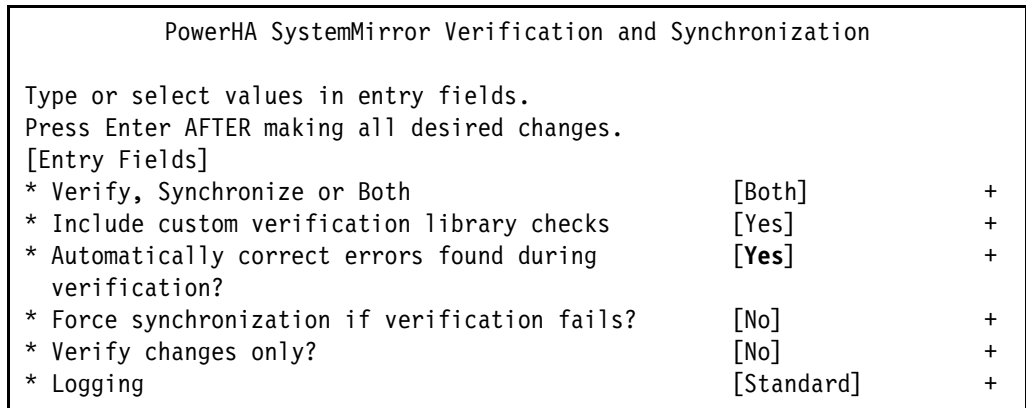 PowerHA SystemMirror Verification and Synchronization
Type or select values in entry fields.
Press Enter AFTER making all desired changes.
[Entry Fields]
* Verify, Synchronize or Both [Both] +
* Include custom verification library checks [Yes] +
* Automatically correct errors found during [Yes] +
verification?
* Force synchronization if verification fails? [No] +
* Verify changes only? [No] +
* Logging [Standard] +